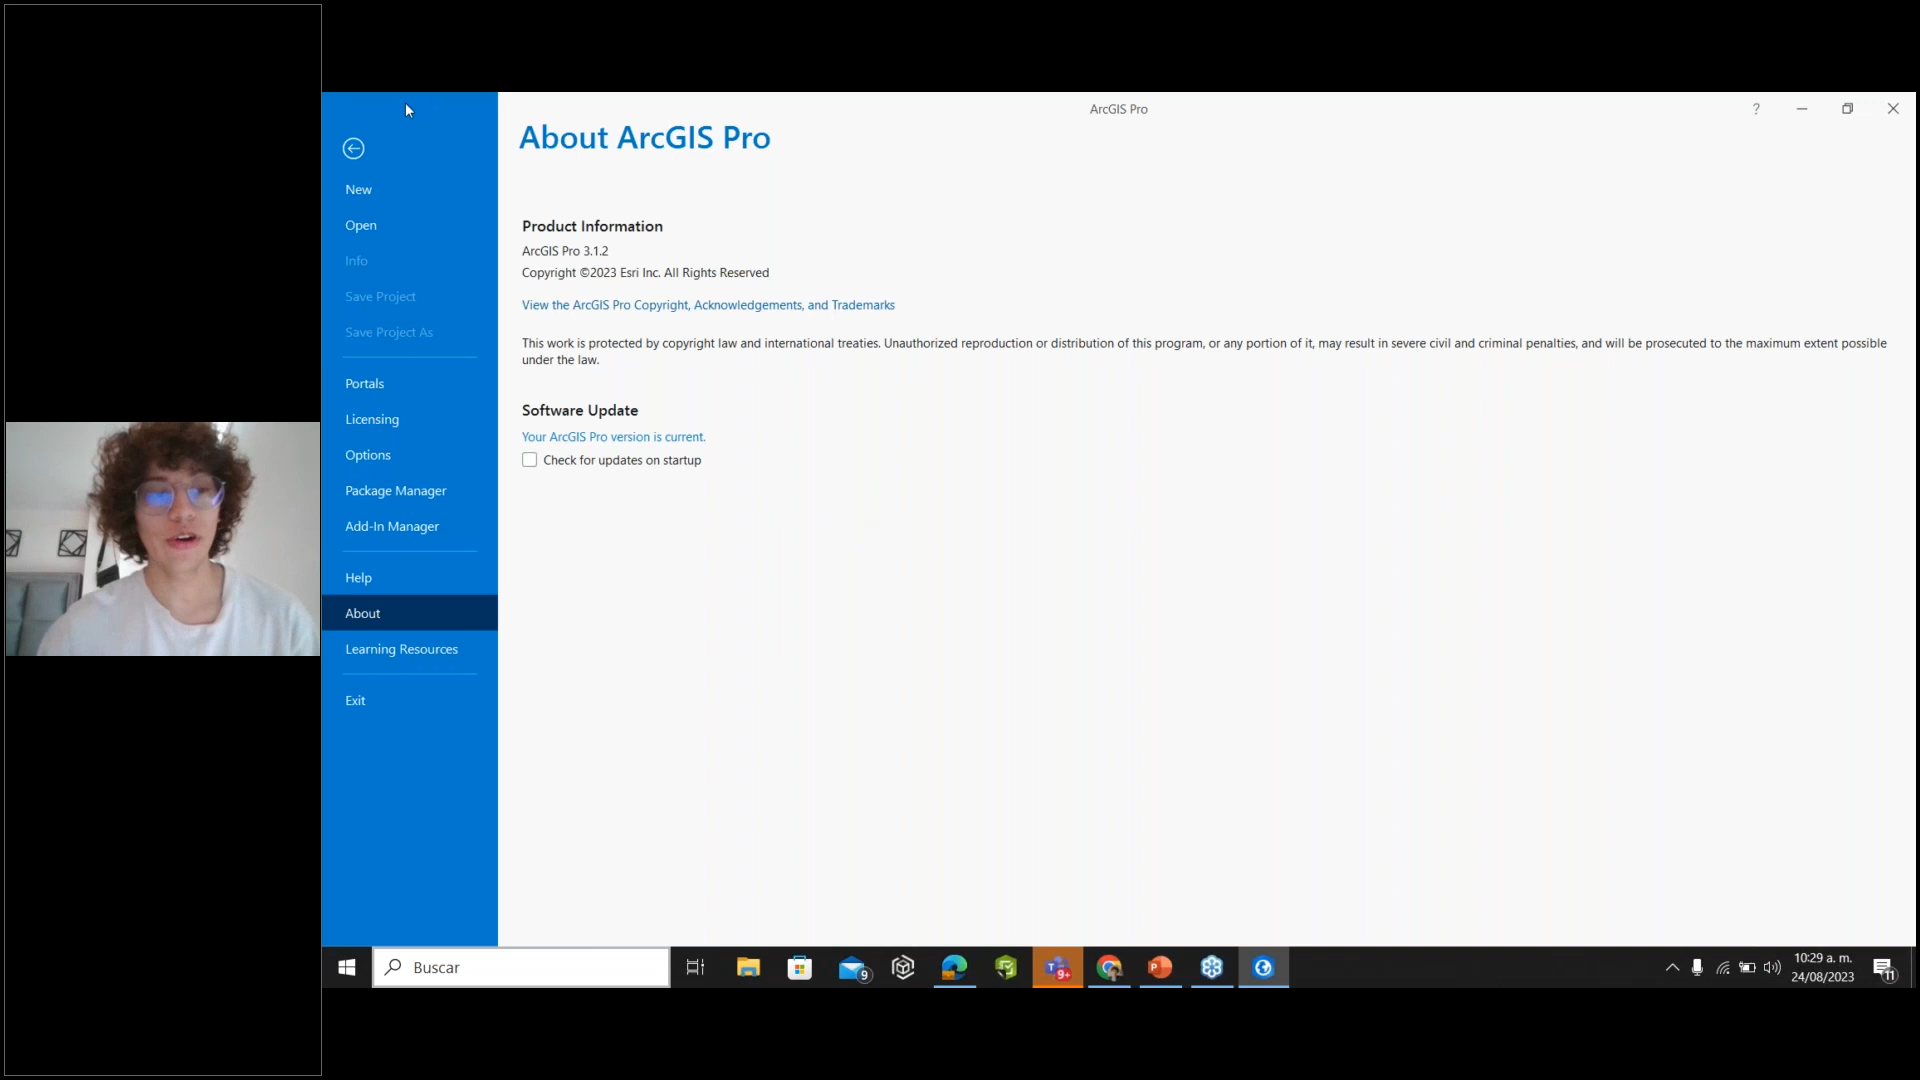 ArcGIS Pro
?
About ArcGIS Pro
New
Open
Info
Save Project
Save Project As
Portals
Licensing
Options
Package Manager
Add-In Manager
Help
About
Learning Resources
Exit
Product Information
ArcGIS Pro 3.1.2
Copyright ©2023 Esri Inc. All Rights Reserved
View the ArcGIS Pro Copyright, Acknowledgements, and Trademarks
This work is protected by copyright law and international treaties. Unauthorized reproduction or distribution of this program, or any portion of it, may result in severe civil and criminal penalties, and will be prosecuted to the maximum extent possible
under the law.
Software Update
Your ArcGIS Pro version is current.
Check for updates on startup
Buscar
9
9+
P
10:29 a. m.
24/08/2023
11